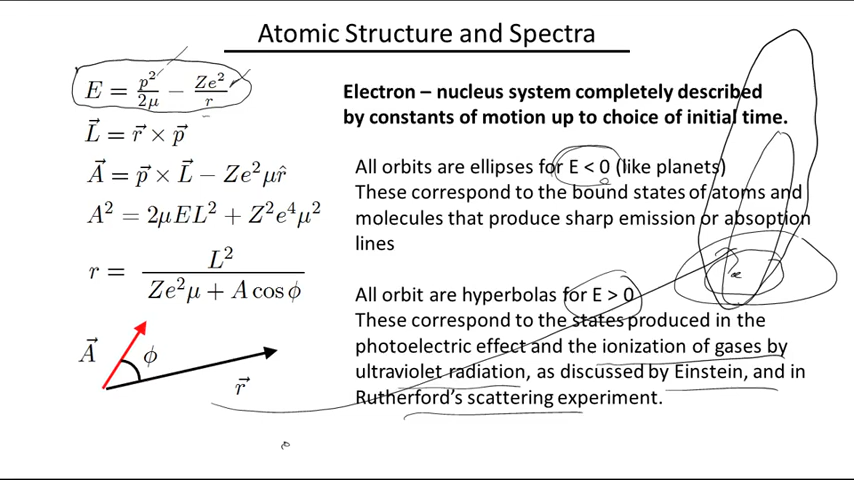 Atomic Structure and Spectra
E = p²/2μ − Ze²/r
L⃗ = r⃗ × p⃗
A⃗ = p⃗ × L⃗ − Ze²μr̂
A² = 2μEL² + Z²e⁴μ²
r = L² / (Ze²μ + A cos ϕ)
A⃗
ϕ
r⃗
Electron – nucleus system completely described
by constants of motion up to choice of initial time.
All orbits are ellipses for E < 0 (like planets)
These correspond to the bound states of atoms and
molecules that produce sharp emission or absoption
lines
All orbit are hyperbolas for E > 0
These correspond to the states produced in the
photoelectric effect and the ionization of gases by
ultraviolet radiation, as discussed by Einstein, and in
Rutherford's scattering experiment.